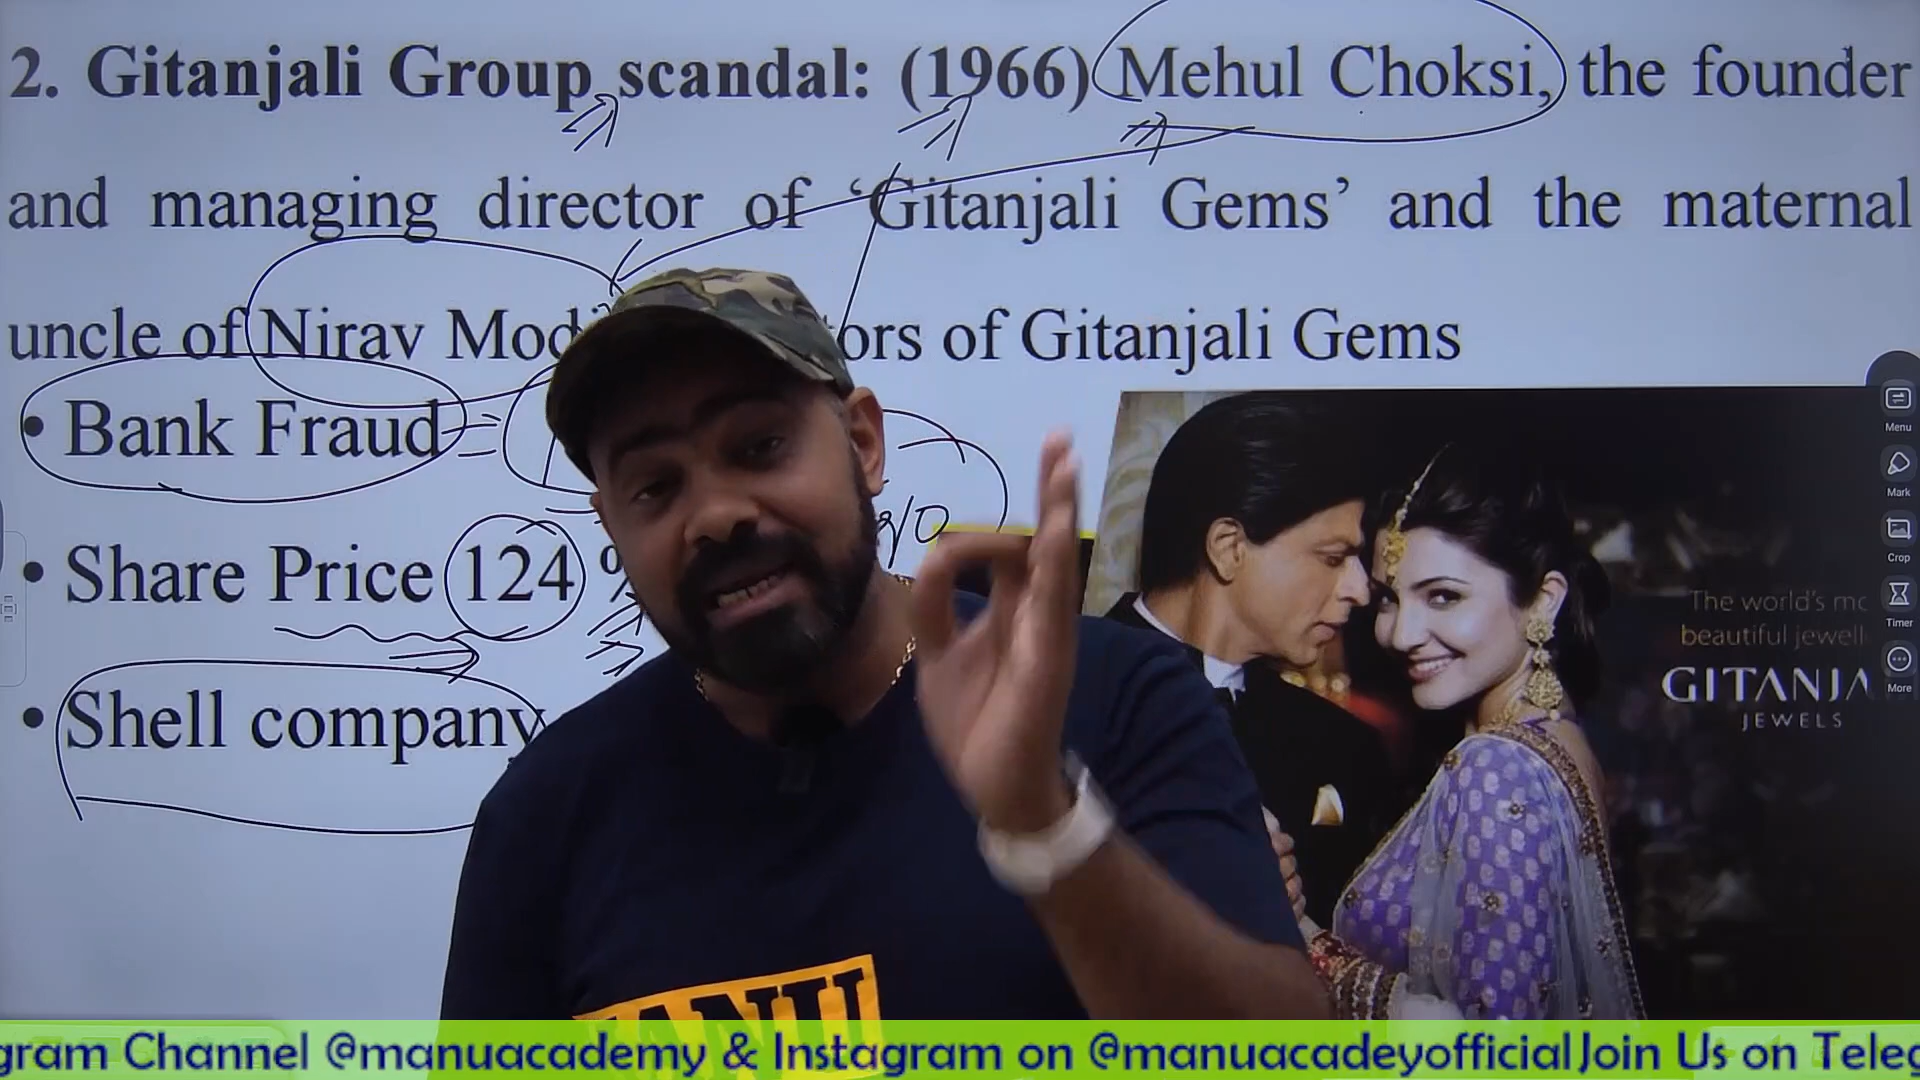 2. Gitanjali Group scandal: (1966) Mehul Choksi, the founder
and managing director of ‘Gitanjali Gems’ and the maternal
uncle of Nirav Modi ors of Gitanjali Gems
• Bank Fraud =
• Share Price 124 %
• Shell company
The world's mo
beautiful jewell
GITANJA
JEWELS
Menu
Mark
Crop
Timer
More
gram Channel @manuacademy & Instagram on @manuacadeyofficial Join Us on Teleg